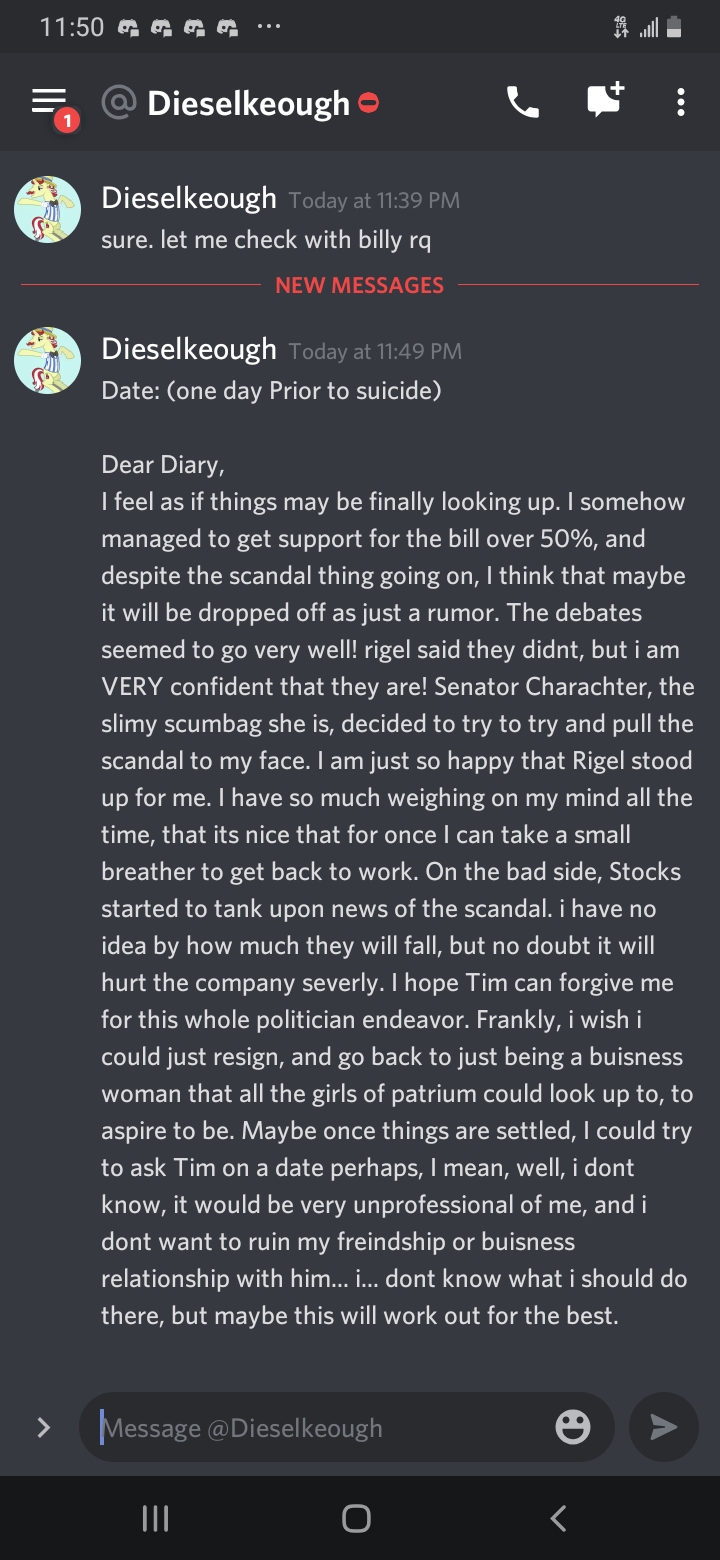 11:50
4G
LTE
1
@ Dieselkeough
Dieselkeough Today at 11:39 PM
sure. let me check with billy rq
NEW MESSAGES
Dieselkeough Today at 11:49 PM
Date: (one day Prior to suicide)
Dear Diary,
I feel as if things may be finally looking up. I somehow
managed to get support for the bill over 50%, and
despite the scandal thing going on, I think that maybe
it will be dropped off as just a rumor. The debates
seemed to go very well! rigel said they didnt, but i am
VERY confident that they are! Senator Charachter, the
slimy scumbag she is, decided to try to try and pull the
scandal to my face. I am just so happy that Rigel stood
up for me. I have so much weighing on my mind all the
time, that its nice that for once I can take a small
breather to get back to work. On the bad side, Stocks
started to tank upon news of the scandal. i have no
idea by how much they will fall, but no doubt it will
hurt the company severly. I hope Tim can forgive me
for this whole politician endeavor. Frankly, i wish i
could just resign, and go back to just being a buisness
woman that all the girls of patrium could look up to, to
aspire to be. Maybe once things are settled, I could try
to ask Tim on a date perhaps, I mean, well, i dont
know, it would be very unprofessional of me, and i
dont want to ruin my freindship or buisness
relationship with him... i... dont know what i should do
there, but maybe this will work out for the best.
Message @Dieselkeough